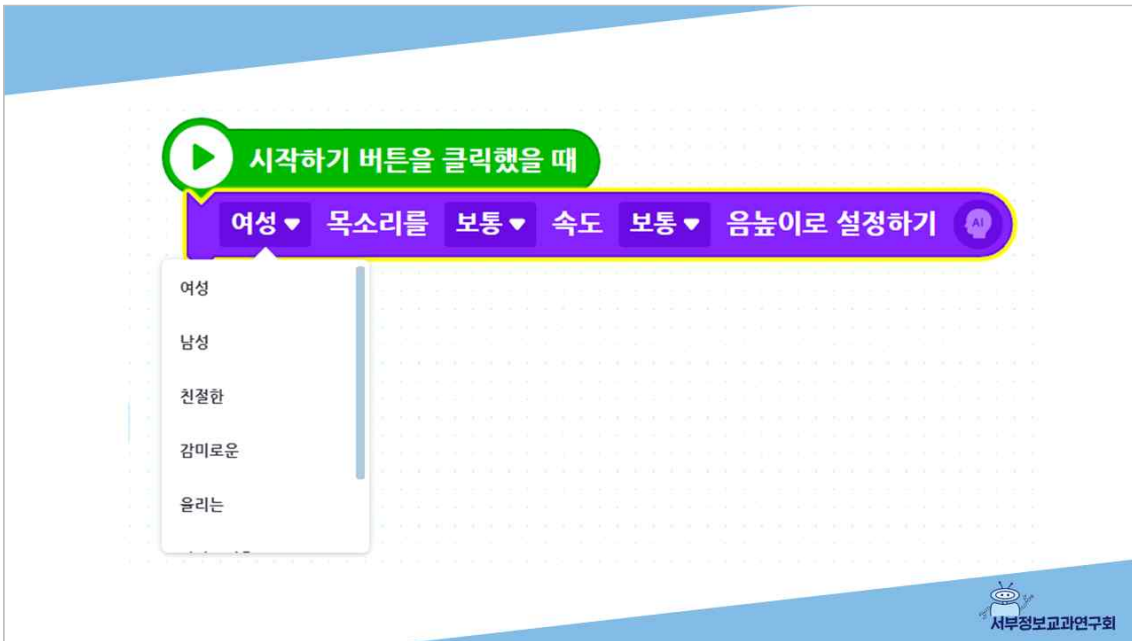 시작하기 버튼을 클릭했을 때
여성 목소리를 보통 속도 보통 음높이로 설정하기 AI
여성
남성
친절한
감미로운
울리는
서부정보교과연구회